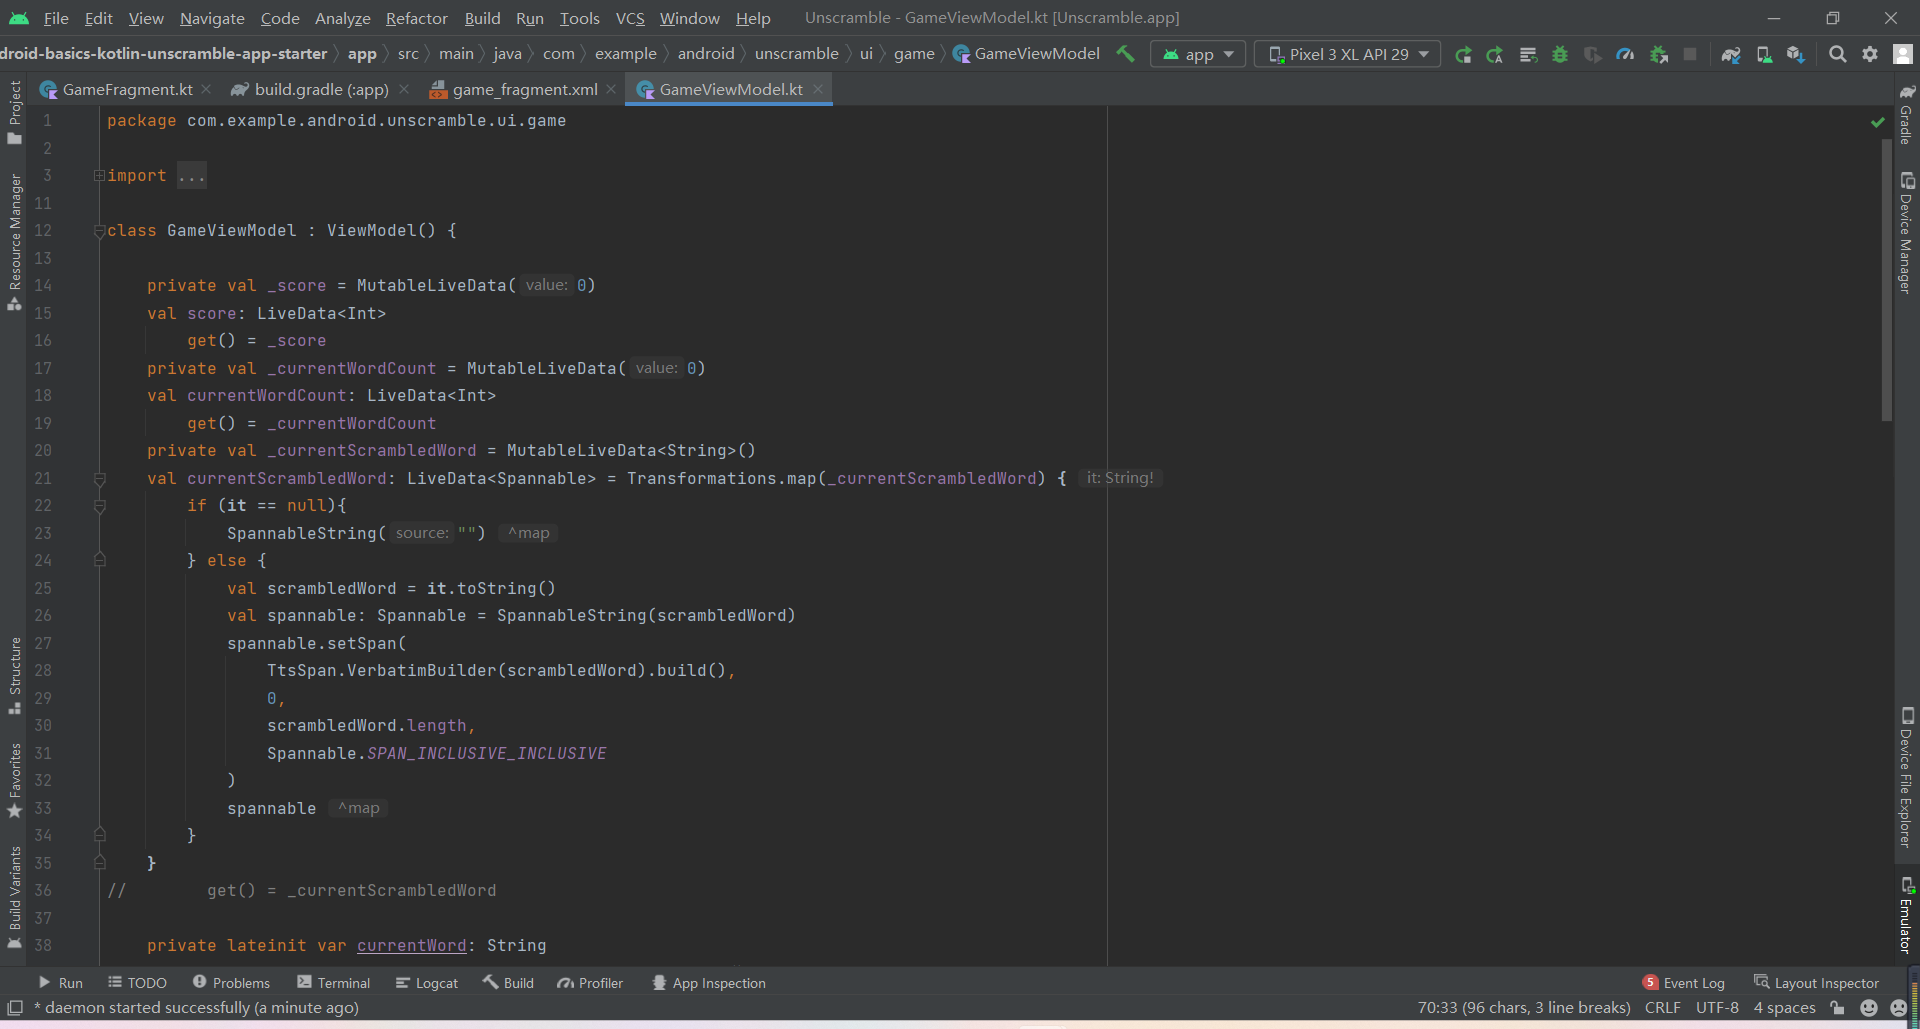 File Edit View Navigate Code Analyze Refactor Build Run Tools VCS Window Help Unscramble - GameViewModel.kt [Unscramble.app]
droid-basics-kotlin-unscramble-app-starter app src main java com example android unscramble ui game GameViewModel app Pixel 3 XL API 29
GameFragment.kt build.gradle (:app) game_fragment.xml GameViewModel.kt
Project
Resource Manager
Structure
Favorites
Build Variants
1 package com.example.android.unscramble.ui.game
2
3 import ...
11
12 class GameViewModel : ViewModel() {
13
14 private val _score = MutableLiveData( value: 0)
15 val score: LiveData<Int>
16 get() = _score
17 private val _currentWordCount = MutableLiveData( value: 0)
18 val currentWordCount: LiveData<Int>
19 get() = _currentWordCount
20 private val _currentScrambledWord = MutableLiveData<String>()
21 val currentScrambledWord: LiveData<Spannable> = Transformations.map(_currentScrambledWord) { it: String!
22 if (it == null){
23 SpannableString( source: "") ^map
24 } else {
25 val scrambledWord = it.toString()
26 val spannable: Spannable = SpannableString(scrambledWord)
27 spannable.setSpan(
28 TtsSpan.VerbatimBuilder(scrambledWord).build(),
29 0,
30 scrambledWord.length,
31 Spannable.SPAN_INCLUSIVE_INCLUSIVE
32 )
33 spannable ^map
34 }
35 }
36 // get() = _currentScrambledWord
37
38 private lateinit var currentWord: String
Gradle
Device Manager
Device File Explorer
Emulator
Run TODO Problems Terminal Logcat Build Profiler App Inspection 5 Event Log Layout Inspector
* daemon started successfully (a minute ago) 70:33 (96 chars, 3 line breaks) CRLF UTF-8 4 spaces